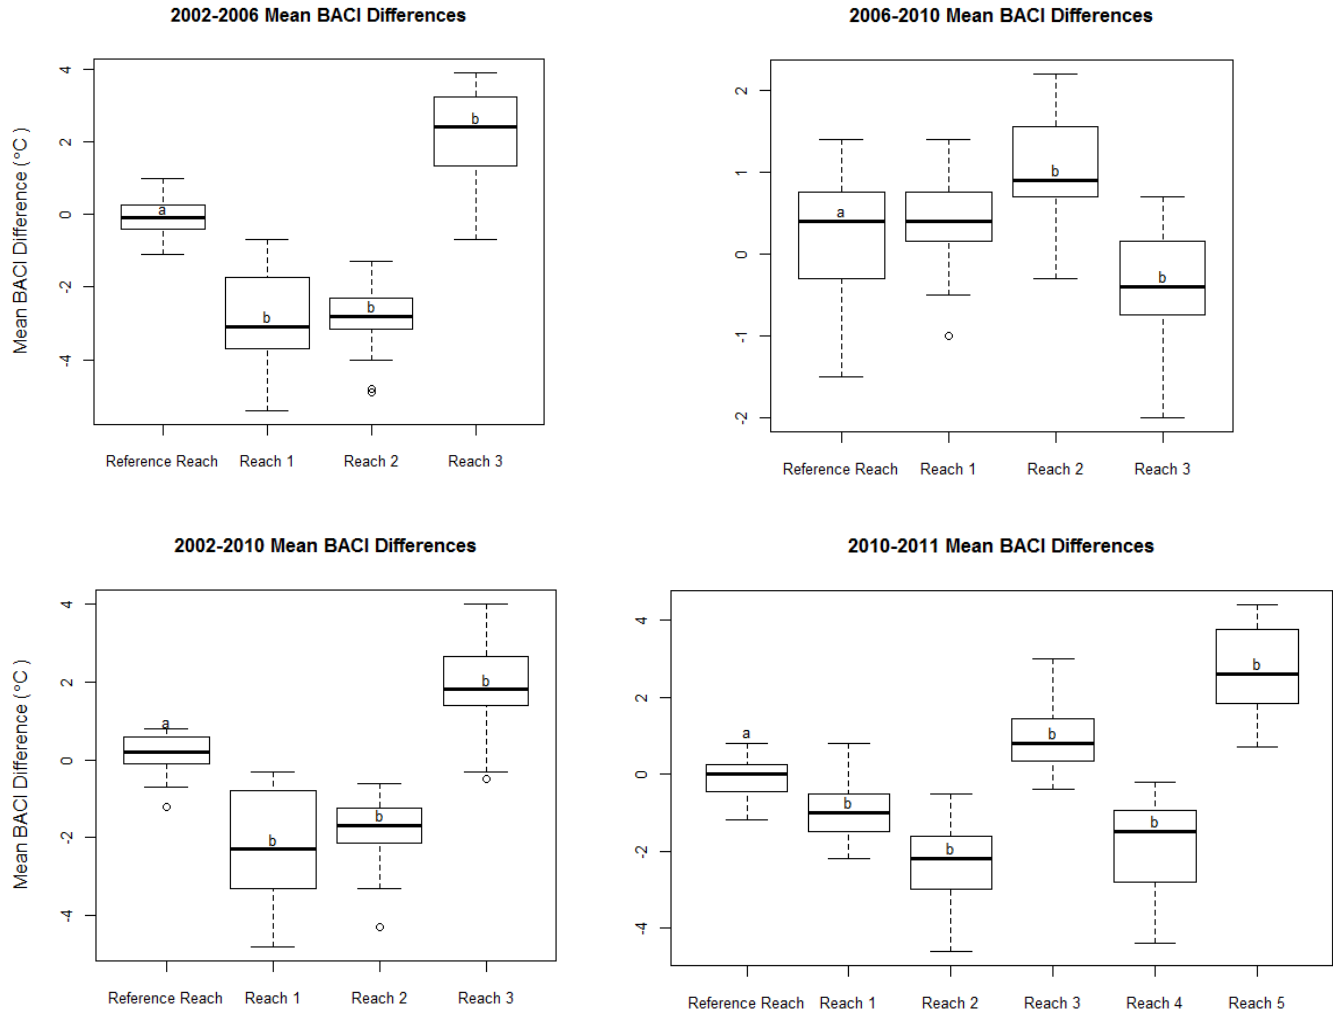 2002-2006 Mean BACI Differences
Mean BACI Difference (°C )
4
2
0
-2
-4
a
b
b
b
Reference Reach Reach 1 Reach 2 Reach 3
2006-2010 Mean BACI Differences
2
1
0
-1
-2
a
b
b
Reference Reach Reach 1 Reach 2 Reach 3
2002-2010 Mean BACI Differences
Mean BACI Difference (°C )
4
2
0
-2
-4
a
b
b
b
Reference Reach Reach 1 Reach 2 Reach 3
2010-2011 Mean BACI Differences
4
2
0
-2
-4
a
b
b
b
b
b
Reference Reach Reach 1 Reach 2 Reach 3 Reach 4 Reach 5